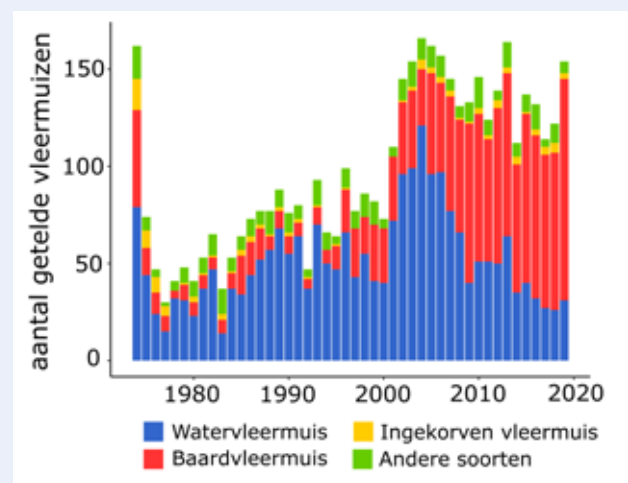 aantal getelde vleermuizen
150
100
50
0
1980 1990 2000 2010 2020
Watervleermuis Ingekorven vleermuis
Baardvleermuis Andere soorten